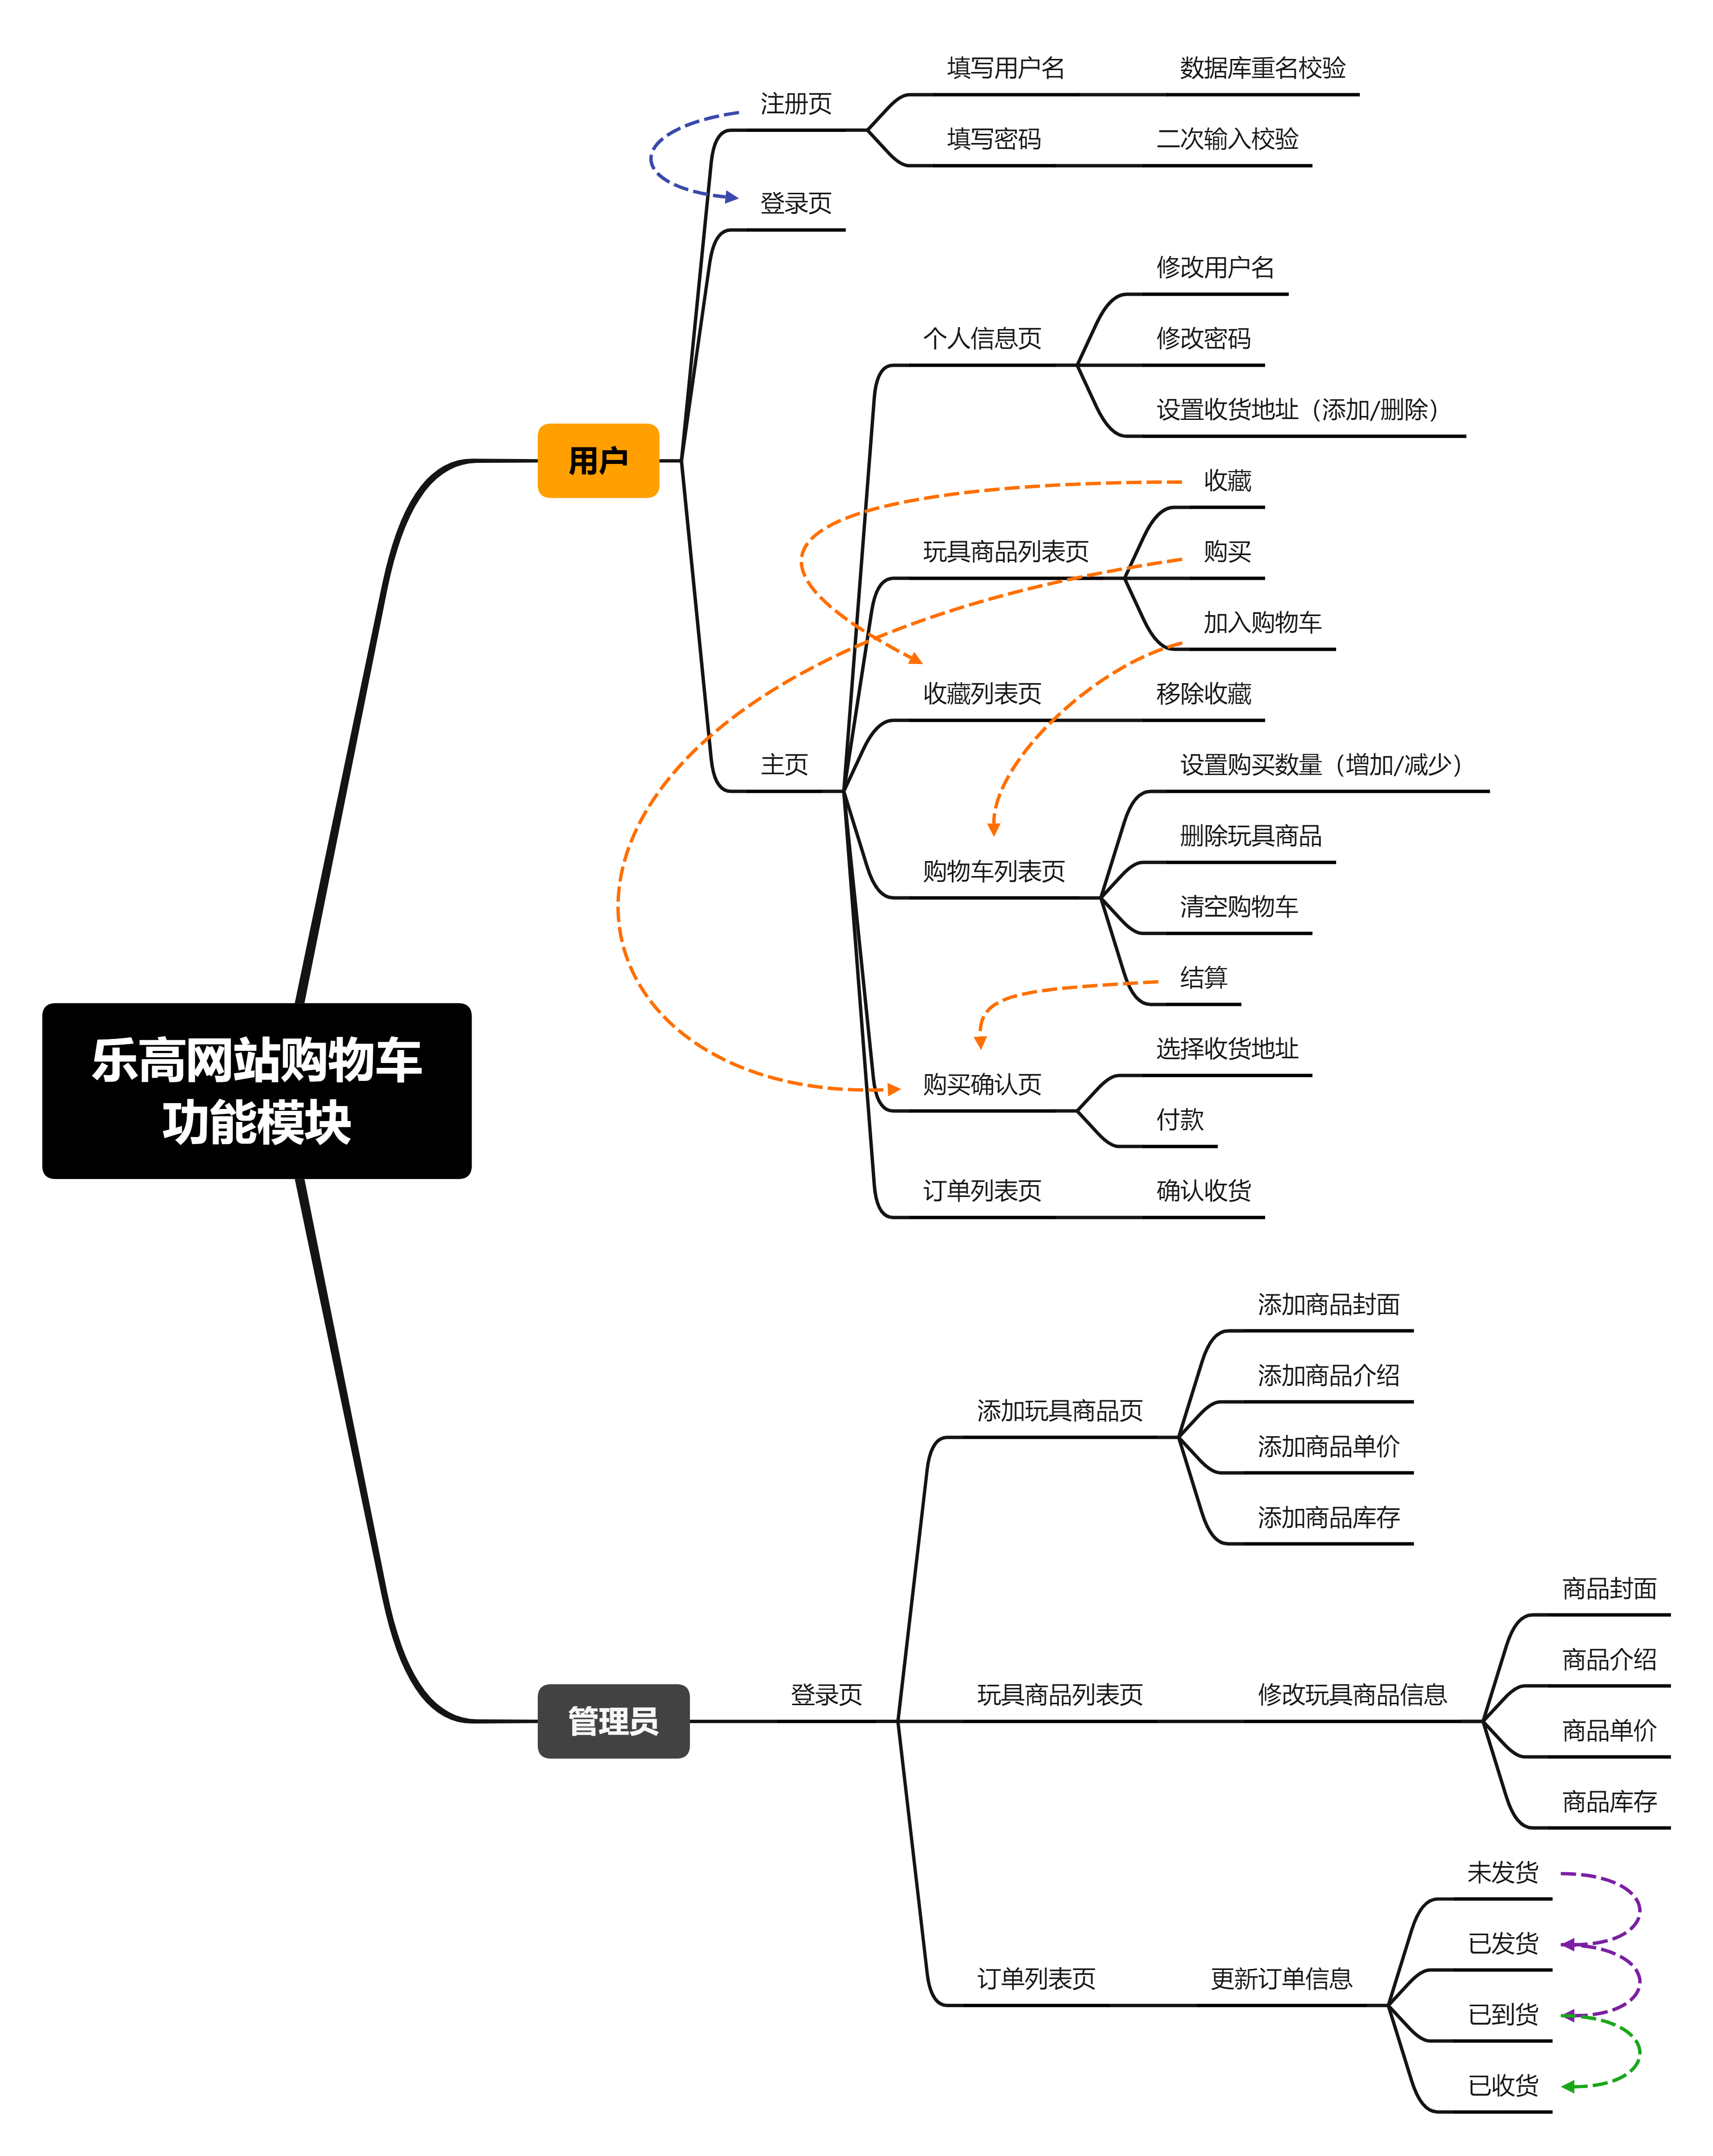 乐高网站购物车
功能模块
用户
注册页
填写用户名
数据库重名校验
填写密码
二次输入校验
登录页
主页
个人信息页
修改用户名
修改密码
设置收货地址（添加/删除）
玩具商品列表页
收藏
购买
加入购物车
收藏列表页
移除收藏
购物车列表页
设置购买数量（增加/减少）
删除玩具商品
清空购物车
结算
购买确认页
选择收货地址
付款
订单列表页
确认收货
管理员
登录页
添加玩具商品页
添加商品封面
添加商品介绍
添加商品单价
添加商品库存
玩具商品列表页
修改玩具商品信息
商品封面
商品介绍
商品单价
商品库存
订单列表页
更新订单信息
未发货
已发货
已到货
已收货